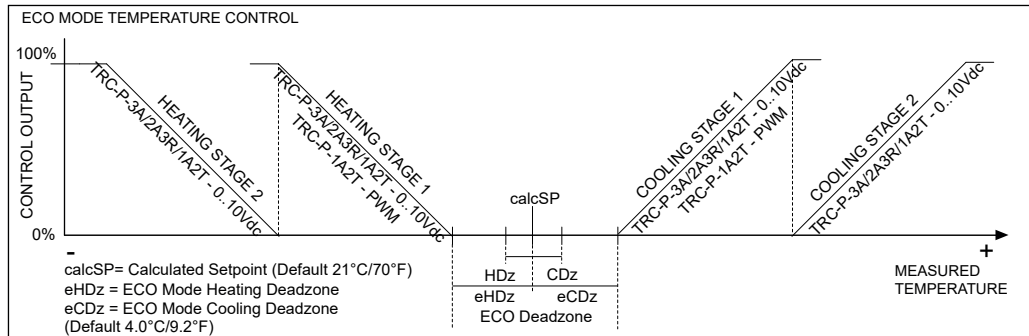 ECO MODE TEMPERATURE CONTROL
100%
CONTROL OUTPUT
0%
HEATING STAGE 2
TRC-P-3A/2A3R/1A2T - 0..10Vdc
HEATING STAGE 1
TRC-P-3A/2A3R/1A2T - 0..10Vdc
TRC-P-1A2T - PWM
COOLING STAGE 1
TRC-P-3A/2A3R/1A2T - 0..10Vdc
TRC-P-1A2T - PWM
COOLING STAGE 2
TRC-P-3A/2A3R/1A2T - 0..10Vdc
calcSP
-
+
HDz CDz
eHDz eCDz
ECO Deadzone
MEASURED
TEMPERATURE
calcSP= Calculated Setpoint (Default 21°C/70°F)
eHDz = ECO Mode Heating Deadzone
eCDz = ECO Mode Cooling Deadzone
(Default 4.0°C/9.2°F)